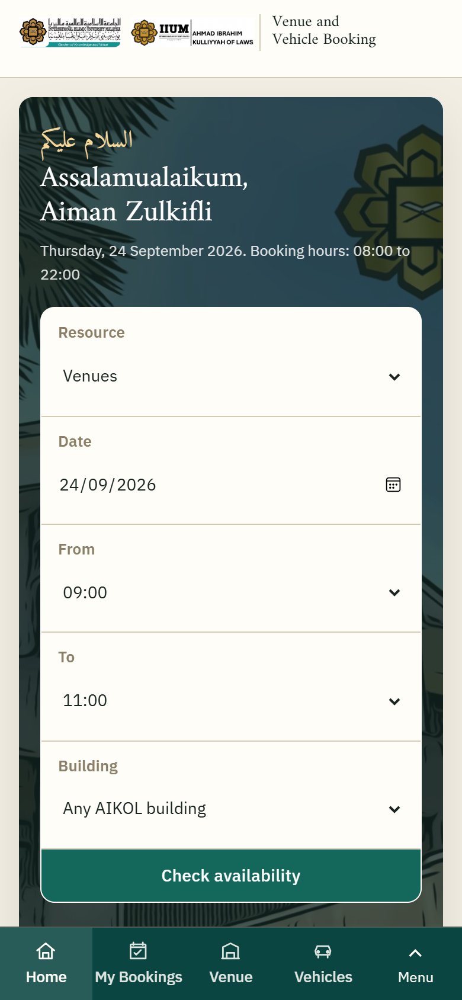 الجامعة الإسلامية العالمية ماليزيا
INTERNATIONAL ISLAMIC UNIVERSITY MALAYSIA
Garden of Knowledge and Virtue
IIUM
AHMAD IBRAHIM
KULLIYYAH OF LAWS
Venue and
Vehicle Booking
السلام عليكم
Assalamualaikum,
Aiman Zulkifli
Thursday, 24 September 2026. Booking hours: 08:00 to
22:00
Resource
Venues
Date
24/09/2026
From
09:00
To
11:00
Building
Any AIKOL building
Check availability
Home
My Bookings
Venue
Vehicles
Menu